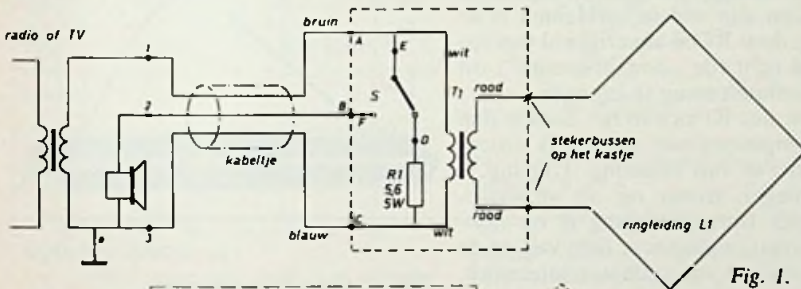 radio of TV
1
2
3
e
kabeltje
bruin
blauw
A
B
C
E
S
F
D
R1
5,6
5W
wit
T1
wit
rood
rood
stekerbussen
op het kastje
ringleiding L1
Fig. 1.